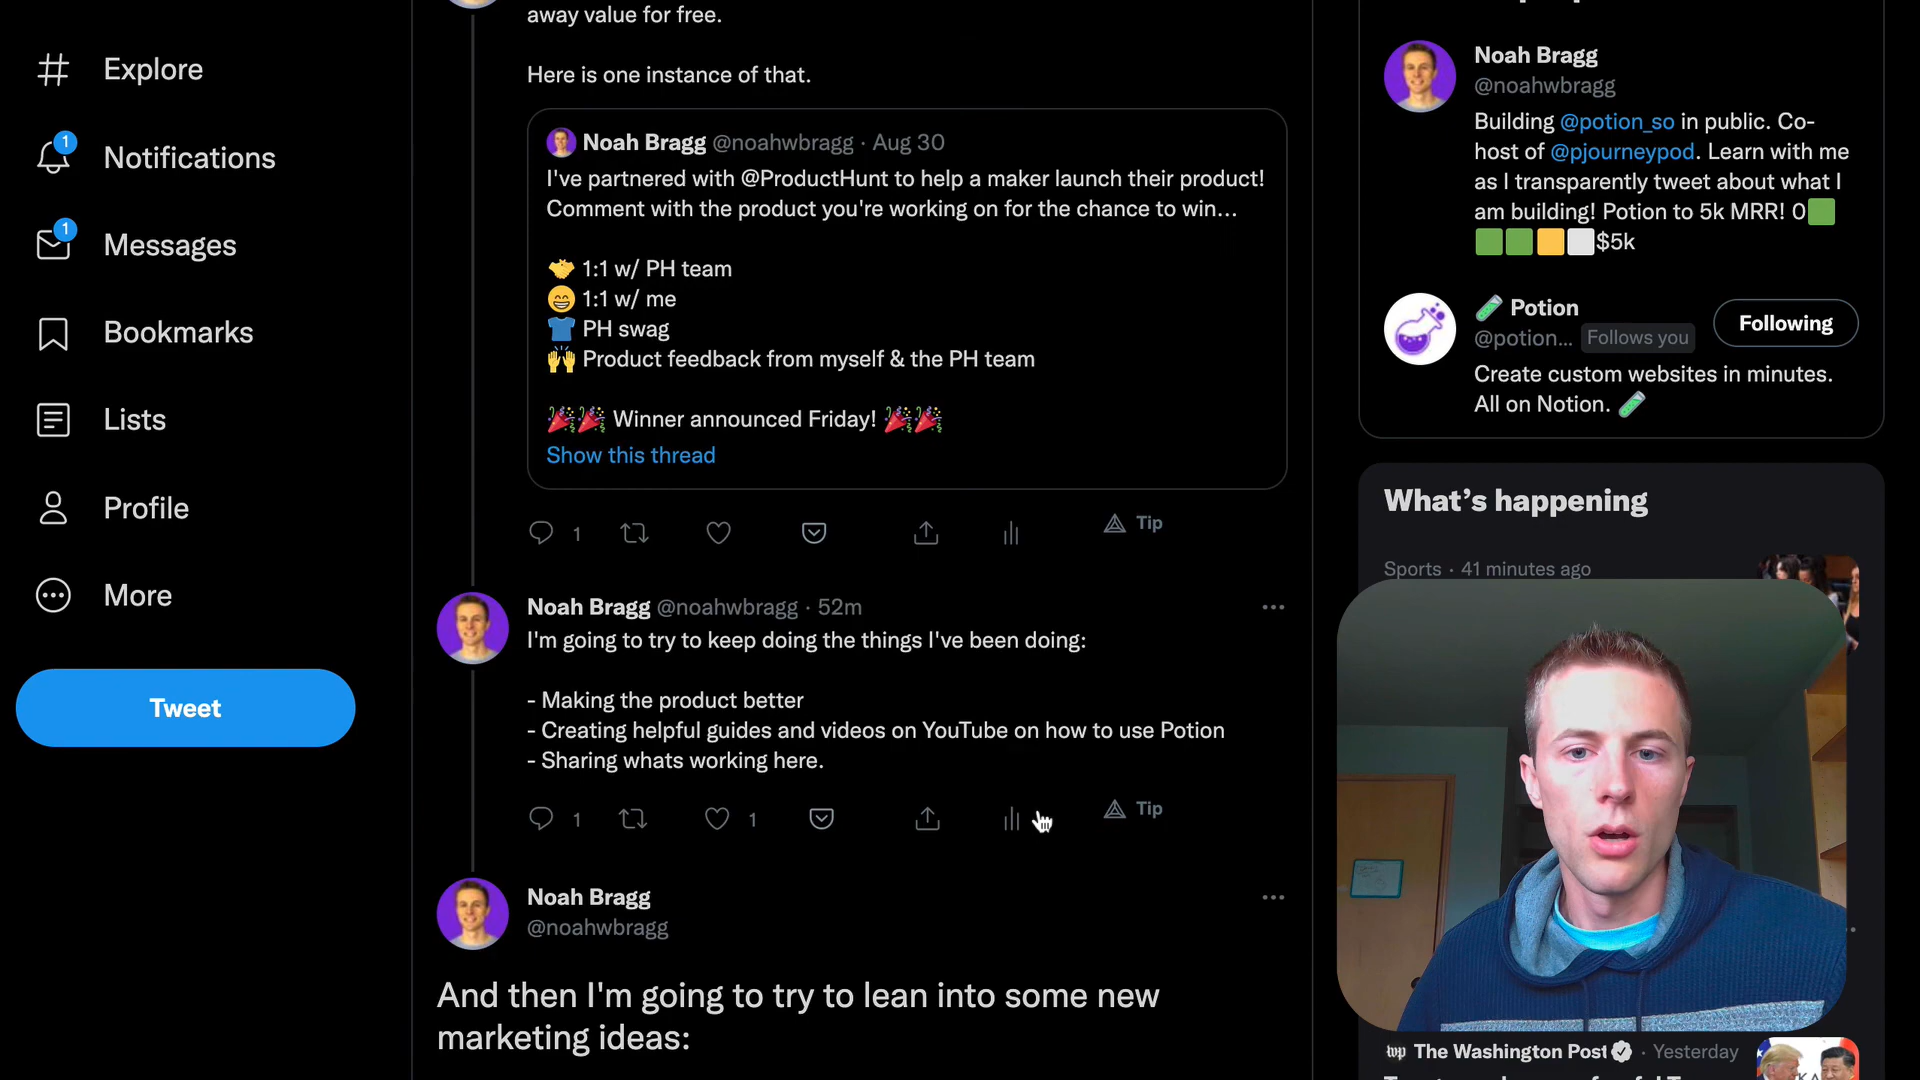 Explore
Notifications
1
Messages
1
Bookmarks
Lists
Profile
More
Tweet
away value for free.
Here is one instance of that.
Noah Bragg @noahwbragg · Aug 30
I've partnered with @ProductHunt to help a maker launch their product!
Comment with the product you're working on for the chance to win...
🤝 1:1 w/ PH team
😁 1:1 w/ me
👕 PH swag
🙌 Product feedback from myself & the PH team
🎉🎉 Winner announced Friday! 🎉🎉
Show this thread
1
Tip
Noah Bragg @noahwbragg · 52m
I'm going to try to keep doing the things I've been doing:
- Making the product better
- Creating helpful guides and videos on YouTube on how to use Potion
- Sharing whats working here.
1
1
Tip
Noah Bragg
@noahwbragg
And then I'm going to try to lean into some new
marketing ideas:
Noah Bragg
@noahwbragg
Building @potion_so in public. Co-
host of @pjourneypod. Learn with me
as I transparently tweet about what I
am building! Potion to 5k MRR! 0🟩
🟩🟩🟨⬜$5k
🧪 Potion
@potion... Follows you
Following
Create custom websites in minutes.
All on Notion. 🧪
What's happening
Sports · 41 minutes ago
wp The Washington Post · Yesterday